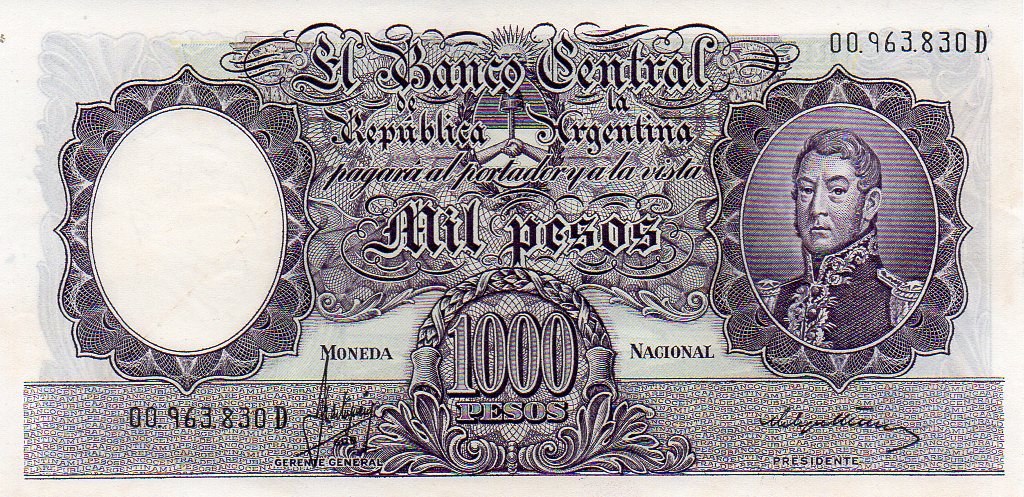 00.963.830 D
El Banco Central
de la
República Argentina
pagará al portador y a la vista
Mil pesos
MONEDA NACIONAL
1000
PESOS
00.963.830 D
GERENTE GENERAL
PRESIDENTE